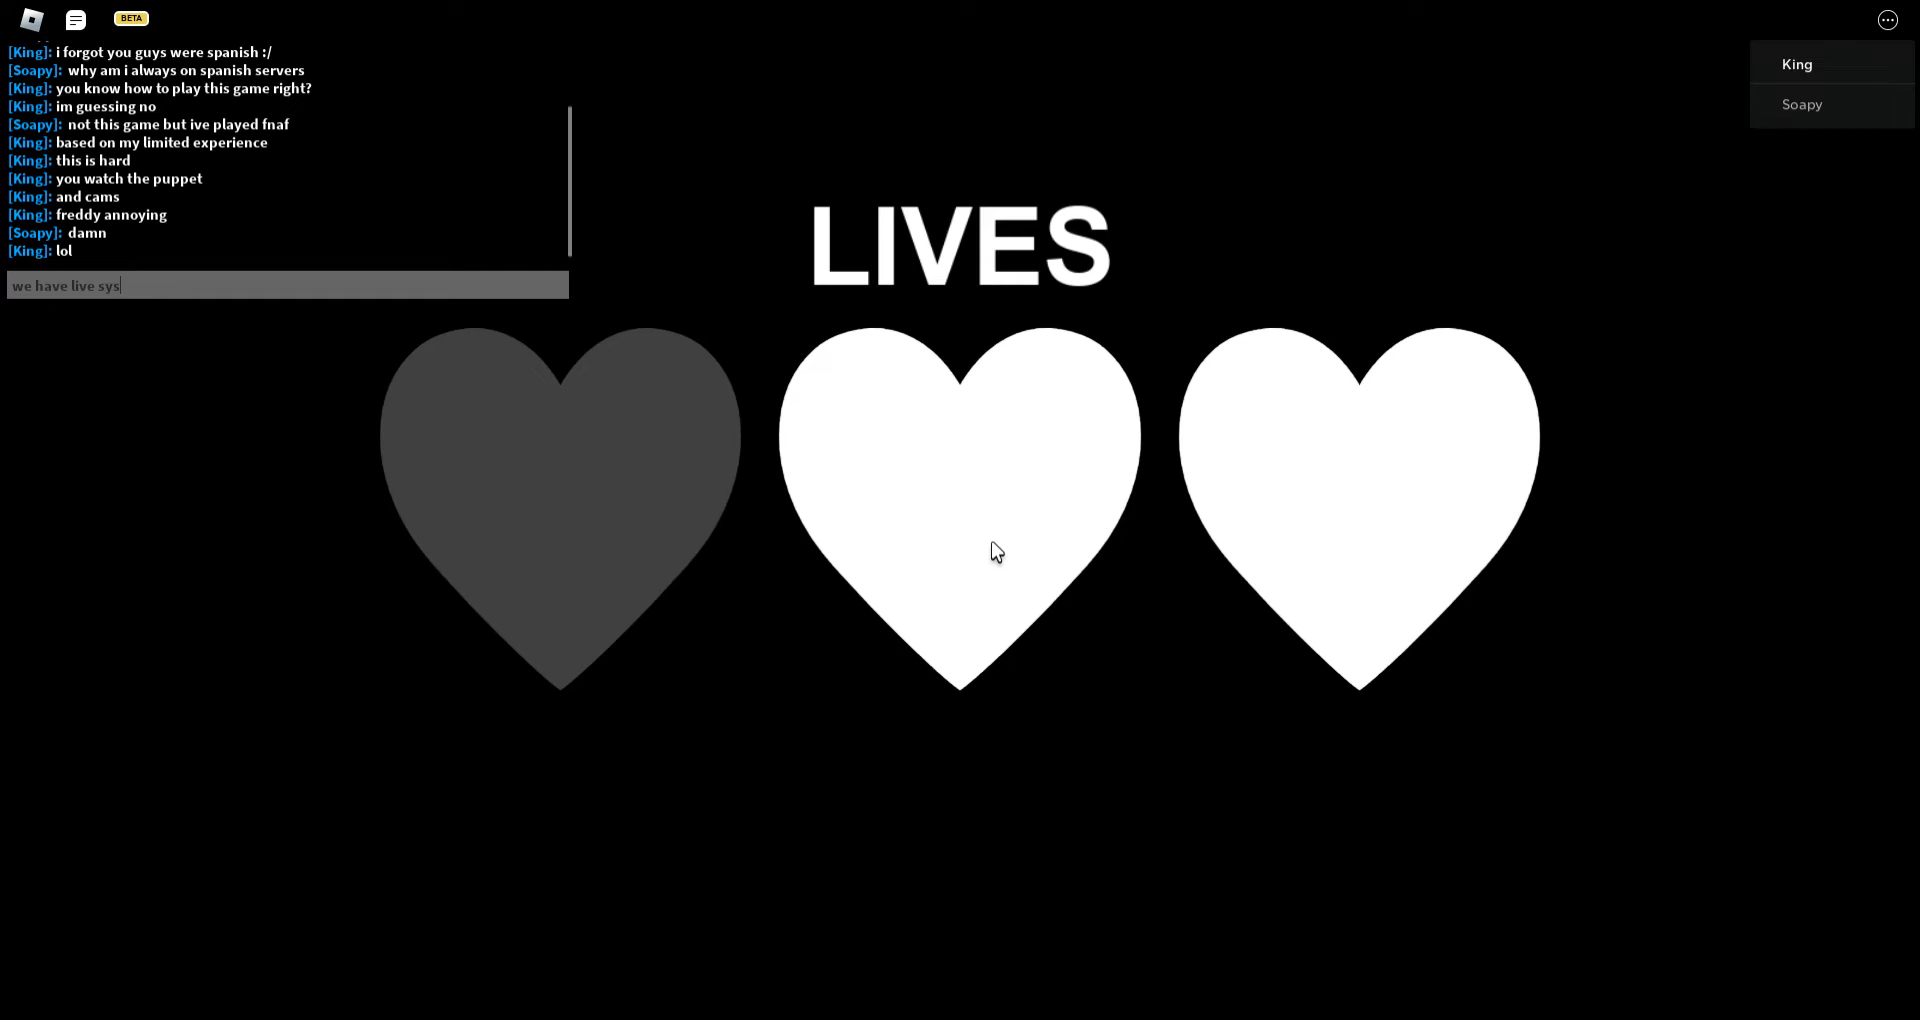 BETA
[King]: i forgot you guys were spanish :/
[Soapy]: why am i always on spanish servers
[King]: you know how to play this game right?
[King]: im guessing no
[Soapy]: not this game but ive played fnaf
[King]: based on my limited experience
[King]: this is hard
[King]: you watch the puppet
[King]: and cams
[King]: freddy annoying
[Soapy]: damn
[King]: lol
we have live sys
King
Soapy
LIVES